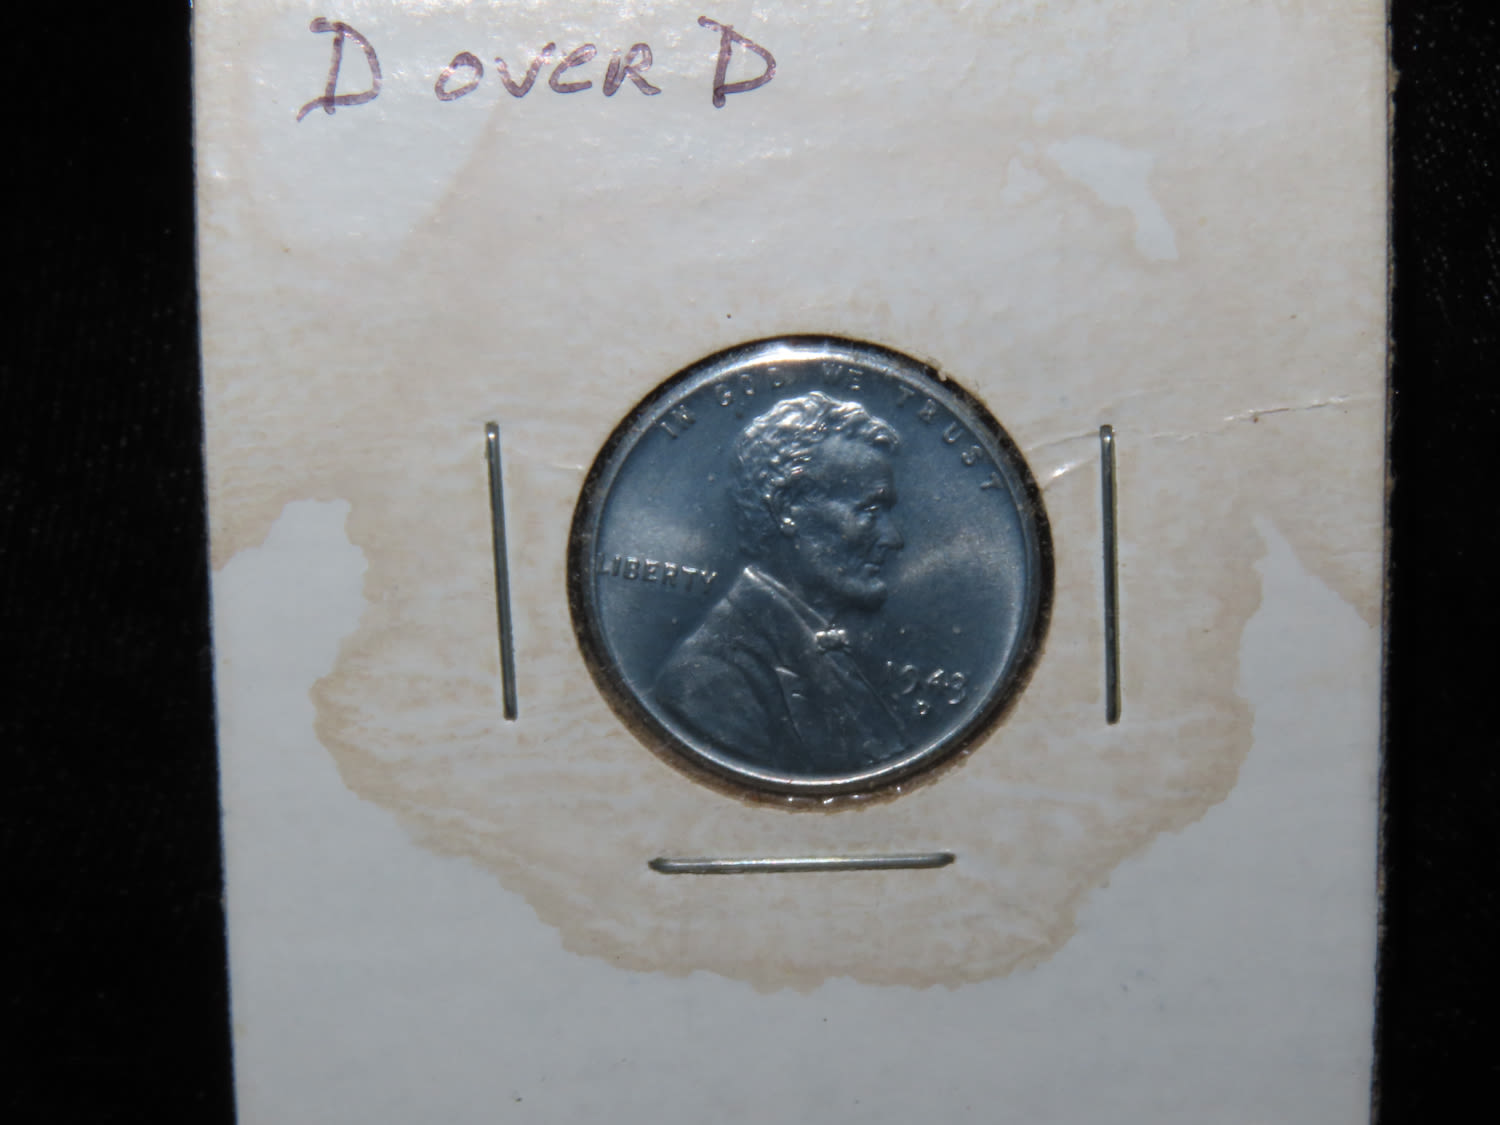 D OVER D
IN GOD WE TRUST
LIBERTY
1943
D